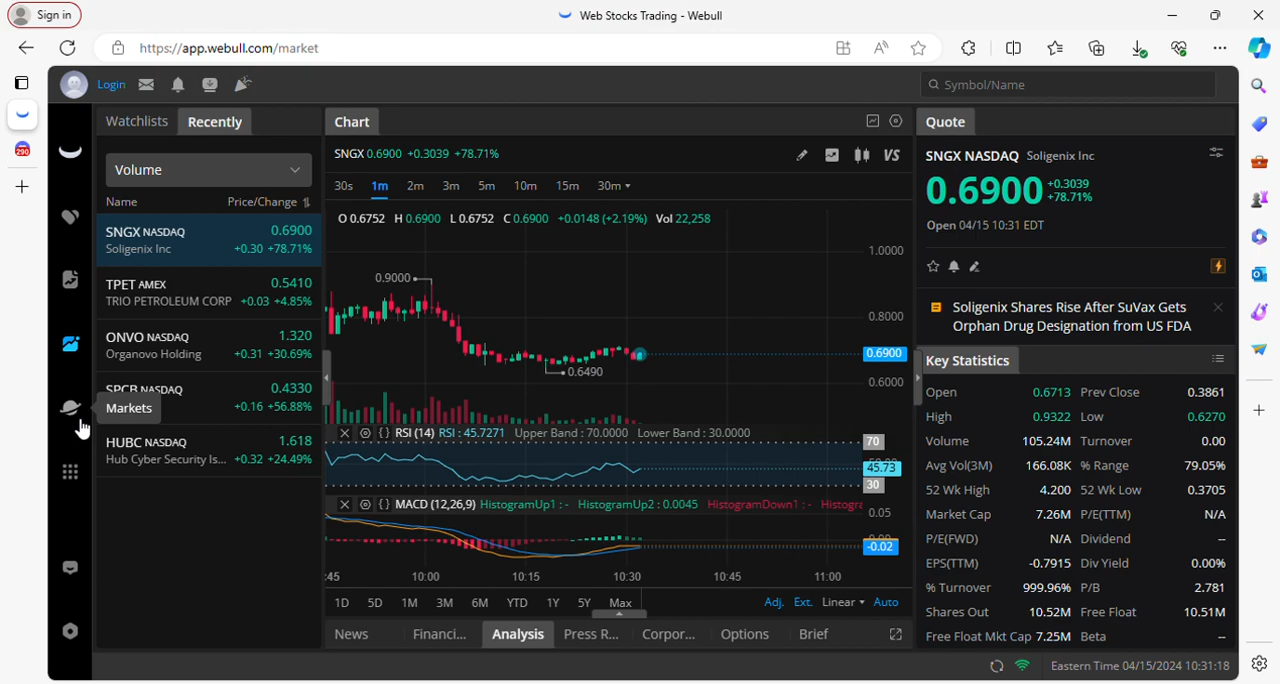 Sign in
Web Stocks Trading - Webull
https://app.webull.com/market
290
Login
Symbol/Name
Watchlists Recently
Volume
Name Price/Change
SNGX NASDAQ 0.6900
Soligenix Inc +0.30 +78.71%
TPET AMEX 0.5410
TRIO PETROLEUM CORP +0.03 +4.85%
ONVO NASDAQ 1.320
Organovo Holding +0.31 +30.69%
SPCB NASDAQ 0.4330
+0.16 +56.88%
Markets
HUBC NASDAQ 1.618
Hub Cyber Security Is... +0.32 +24.49%
Chart
SNGX 0.6900 +0.3039 +78.71%
VS
30s 1m 2m 3m 5m 10m 15m 30m
O 0.6752 H 0.6900 L 0.6752 C 0.6900 +0.0148 (+2.19%) Vol 22,258
1.0000
0.9000
0.8000
0.6900
0.6490
0.6000
{} RSI (14) RSI : 45.7271 Upper Band : 70.0000 Lower Band : 30.0000
70
45.73
30
{} MACD (12,26,9) HistogramUp1 : - HistogramUp2 : 0.0045 HistogramDown1 : - Histogra
0.05
-0.02
:45 10:00 10:15 10:30 10:45 11:00
1D 5D 1M 3M 6M YTD 1Y 5Y Max Adj. Ext. Linear Auto
News Financi... Analysis Press R... Corpor... Options Brief
Quote
SNGX NASDAQ Soligenix Inc
0.6900 +0.3039
+78.71%
Open 04/15 10:31 EDT
Soligenix Shares Rise After SuVax Gets
Orphan Drug Designation from US FDA
Key Statistics
Open 0.6713 Prev Close 0.3861
High 0.9322 Low 0.6270
Volume 105.24M Turnover 0.00
Avg Vol(3M) 166.08K % Range 79.05%
52 Wk High 4.200 52 Wk Low 0.3705
Market Cap 7.26M P/E(TTM) N/A
P/E(FWD) N/A Dividend --
EPS(TTM) -0.7915 Div Yield 0.00%
% Turnover 999.96% P/B 2.781
Shares Out 10.52M Free Float 10.51M
Free Float Mkt Cap 7.25M Beta --
Eastern Time 04/15/2024 10:31:18